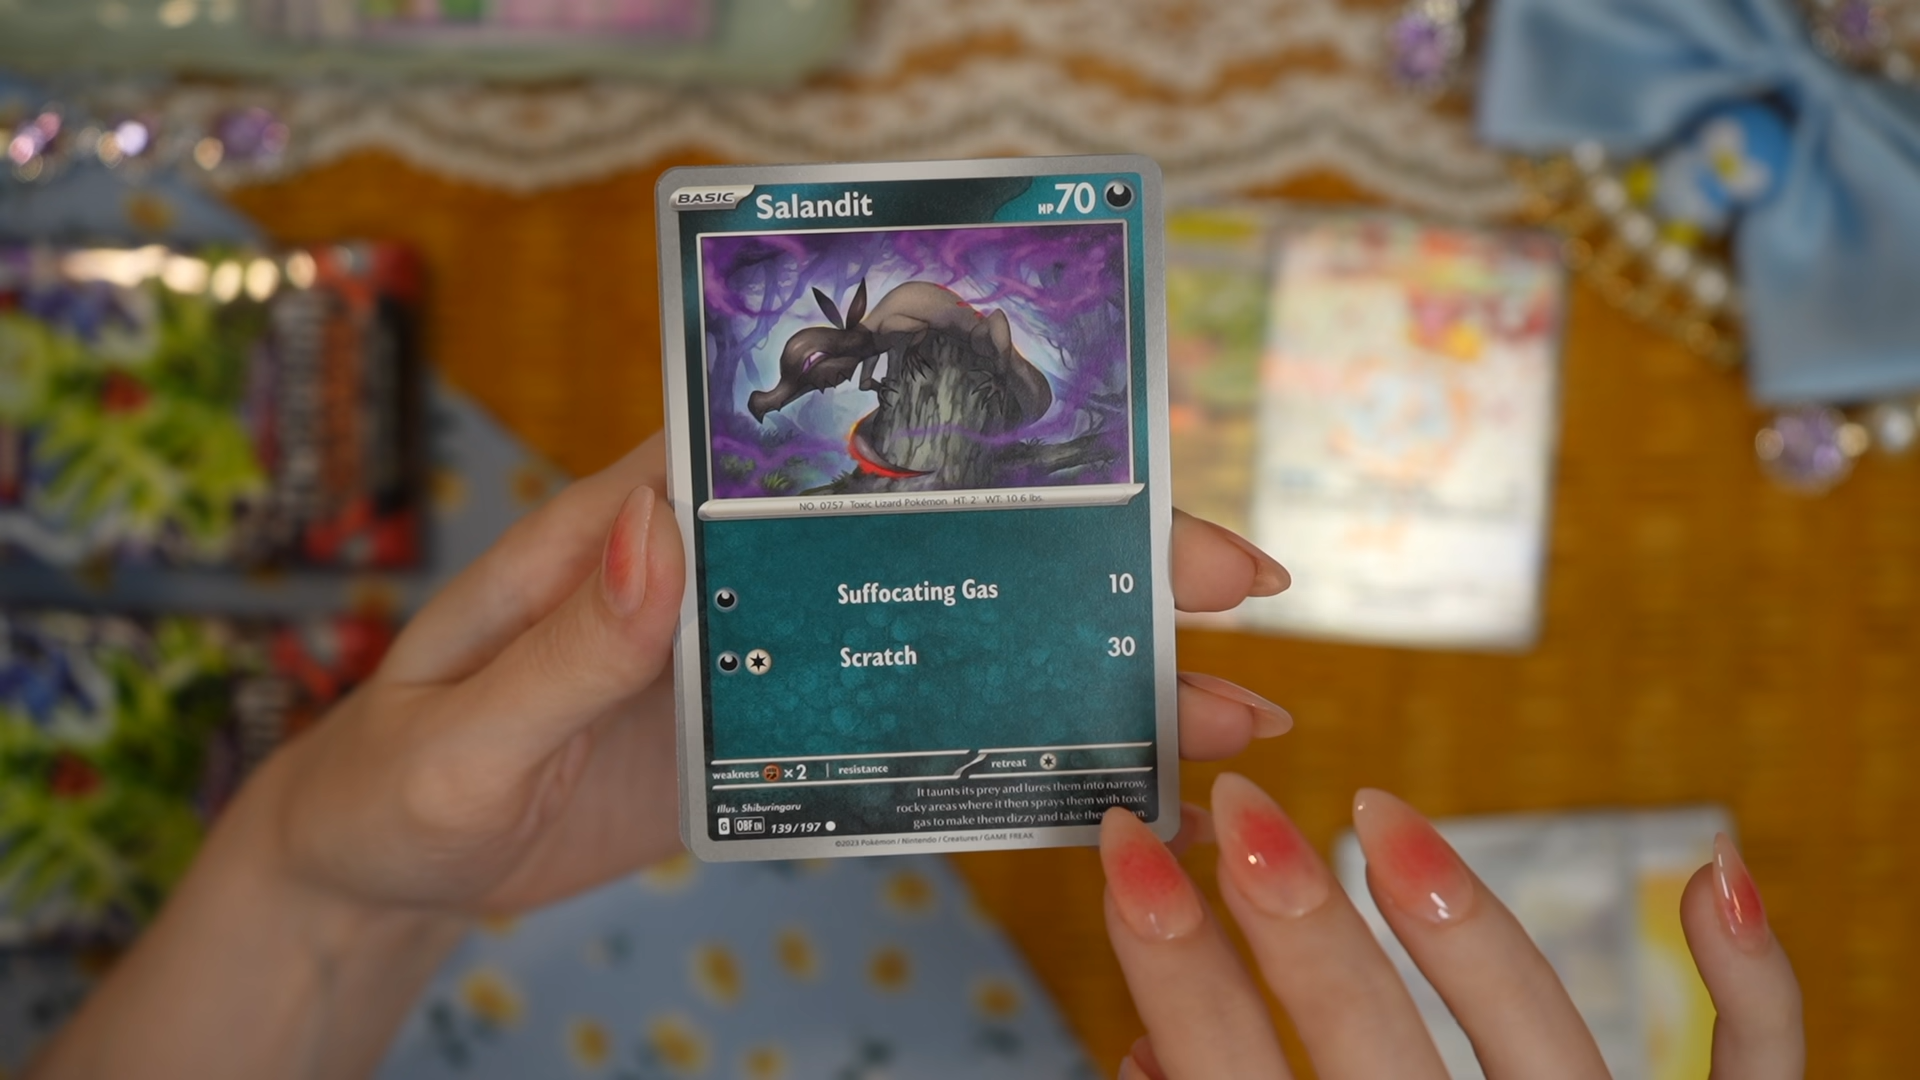 BASIC Salandit HP 70
NO. 0757 Toxic Lizard Pokémon HT: 2' WT: 10.6 lbs.
Suffocating Gas 10
Scratch 30
weakness ×2 resistance retreat
It taunts its prey and lures them into narrow,
rocky areas where it then sprays them with toxic
gas to make them dizzy and take
Illus. Shiburingaru
G OBF EN 139/197
©2023 Pokémon / Nintendo / Creatures / GAME FREAK